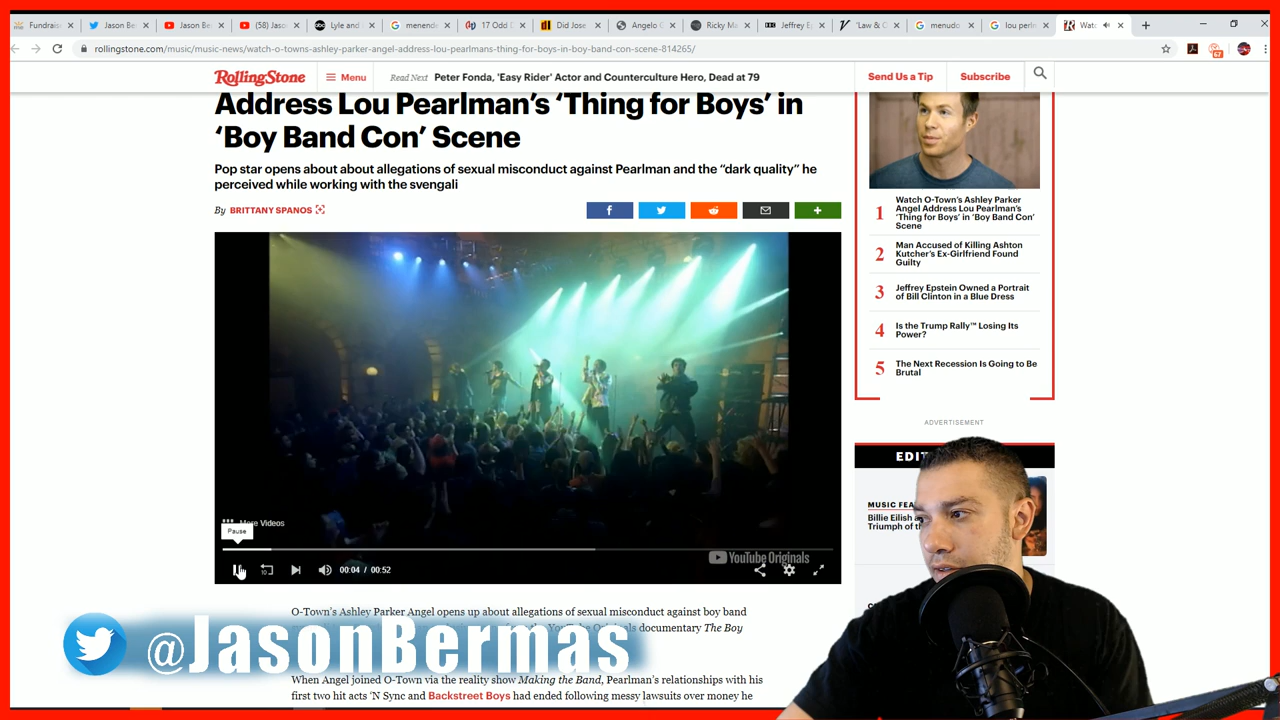 Fundraisi
Jason Be
Jason Be
(58) Jaso
Lyle and
menende
17 Odd D
Did Jose
Angelo C
Ricky Ma
Jeffrey E
'Law & C
menudo
lou perln
Wat
rollingstone.com/music/music-news/watch-o-towns-ashley-parker-angel-address-lou-pearlmans-thing-for-boys-in-boy-band-con-scene-814265/
67
RollingStone
Menu
Read Next Peter Fonda, 'Easy Rider' Actor and Counterculture Hero, Dead at 79
Send Us a Tip
Subscribe
Address Lou Pearlman's 'Thing for Boys' in
'Boy Band Con' Scene
Pop star opens about about allegations of sexual misconduct against Pearlman and the "dark quality" he
perceived while working with the svengali
By BRITTANY SPANOS
More Videos
Pause
10
00:04 / 00:52
YouTube Originals
O-Town's Ashley Parker Angel opens up about allegations of sexual misconduct against boy band
documentary The Boy
@JasonBermas
When Angel joined O-Town via the reality show Making the Band, Pearlman's relationships with his
first two hit acts 'N Sync and Backstreet Boys had ended following messy lawsuits over money he
1 Watch O-Town's Ashley Parker
Angel Address Lou Pearlman's
'Thing for Boys' in 'Boy Band Con'
Scene
2 Man Accused of Killing Ashton
Kutcher's Ex-Girlfriend Found
Guilty
3 Jeffrey Epstein Owned a Portrait
of Bill Clinton in a Blue Dress
4 Is the Trump Rally™ Losing Its
Power?
5 The Next Recession Is Going to Be
Brutal
ADVERTISEMENT
EDIT
MUSIC FEA
Billie Eilish a
Triumph of th